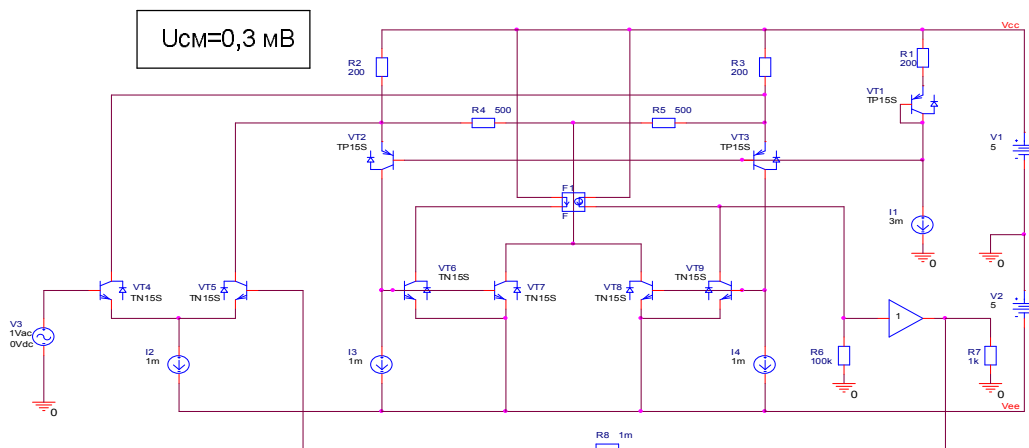 Uсм=0,3 мВ
Vcc
R2
200
R3
200
R1
200
VT1
TP15S
R4 500
R5 500
VT2
TP15S
VT3
TP15S
V1
5
F1
F
I1
3m
0
0
VT4
TN15S
VT5
TN15S
VT6
TN15S
VT7
TN15S
VT8
TN15S
VT9
TN15S
V2
5
V3
1Vac
0Vdc
I2
1m
I3
1m
I4
1m
1
R6
100k
R7
1k
0
0
0
Vee
R8 1m